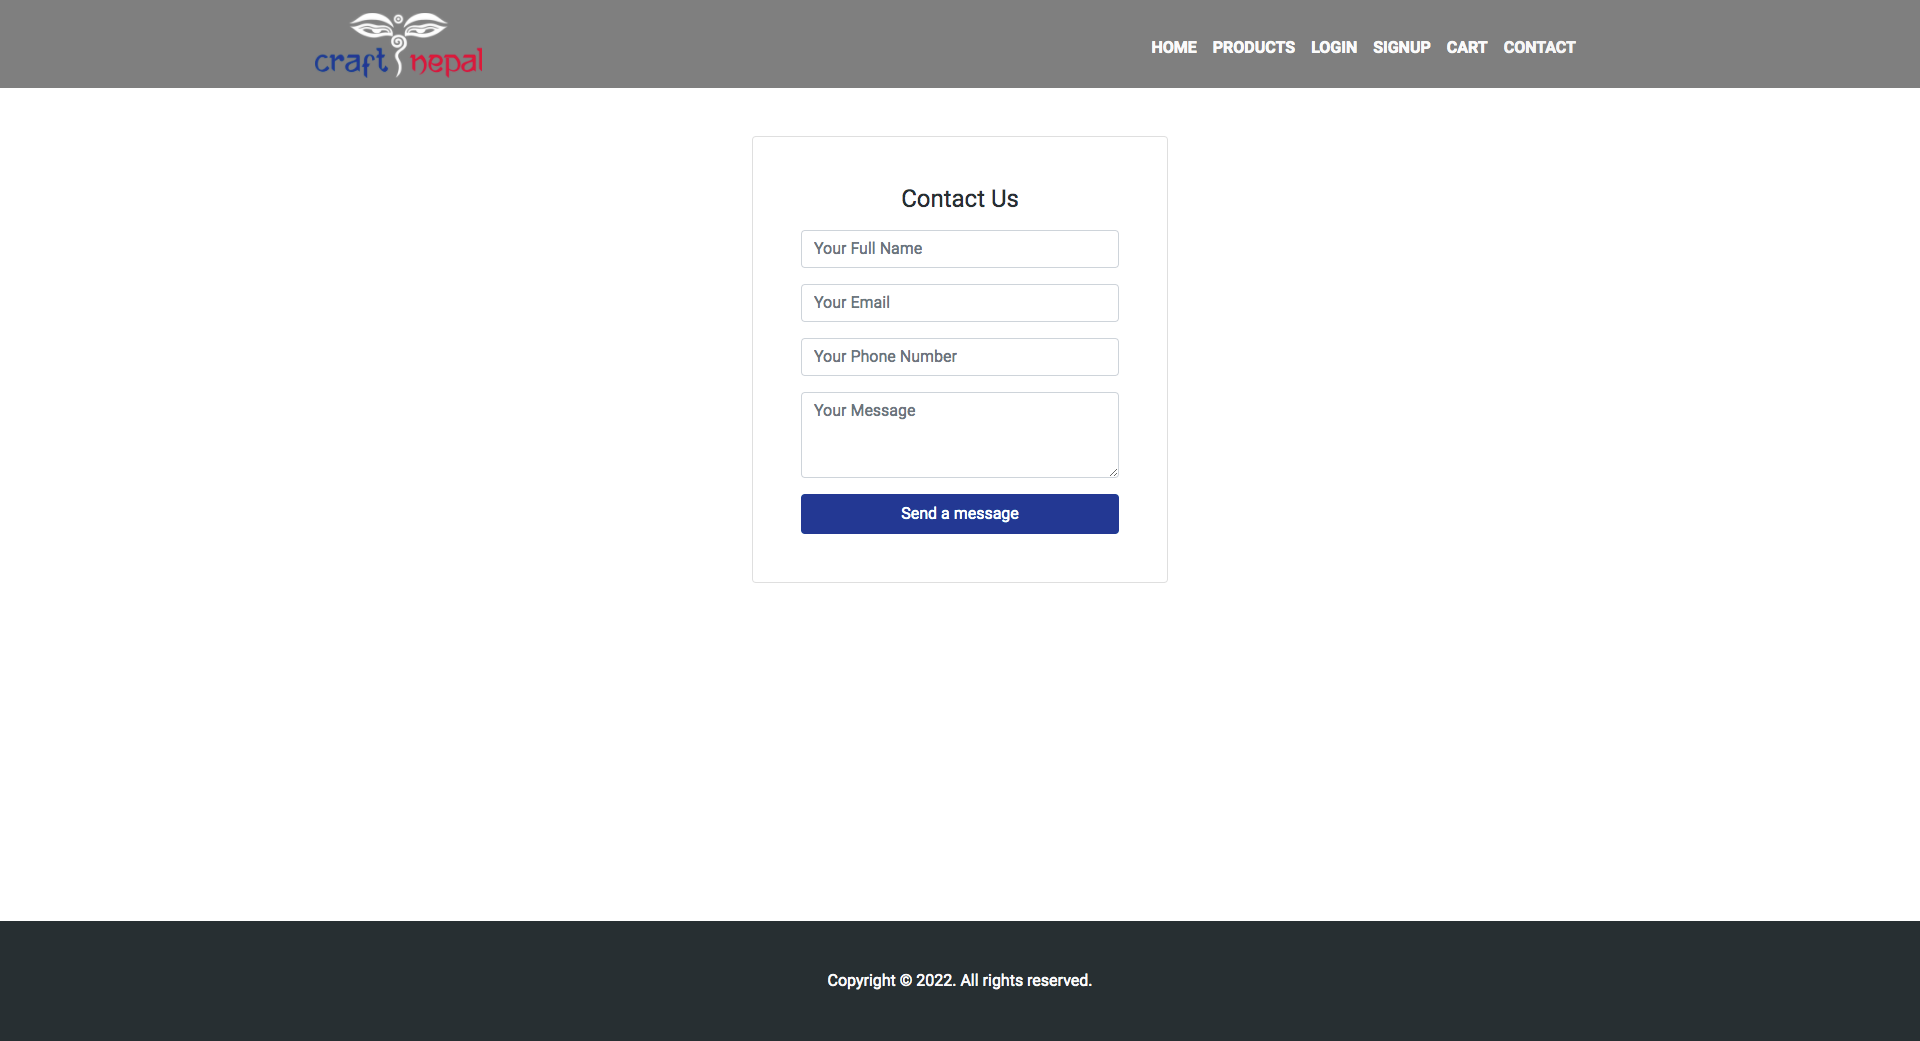 craft nepal
HOME PRODUCTS LOGIN SIGNUP CART CONTACT
Contact Us
Your Full Name
Your Email
Your Phone Number
Your Message
Send a message
Copyright © 2022. All rights reserved.